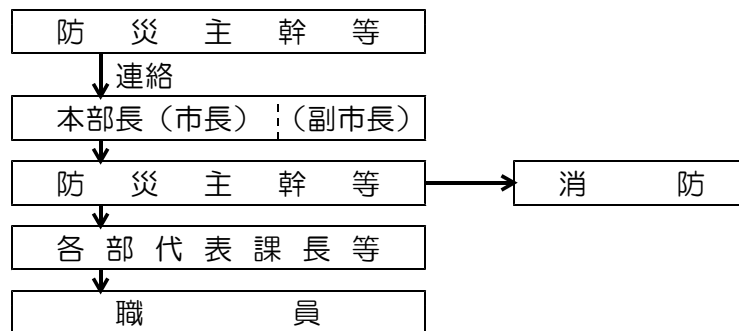 防災主幹等
連絡
本部長（市長）（副市長）
防災主幹等
消防
各部代表課長等
職員